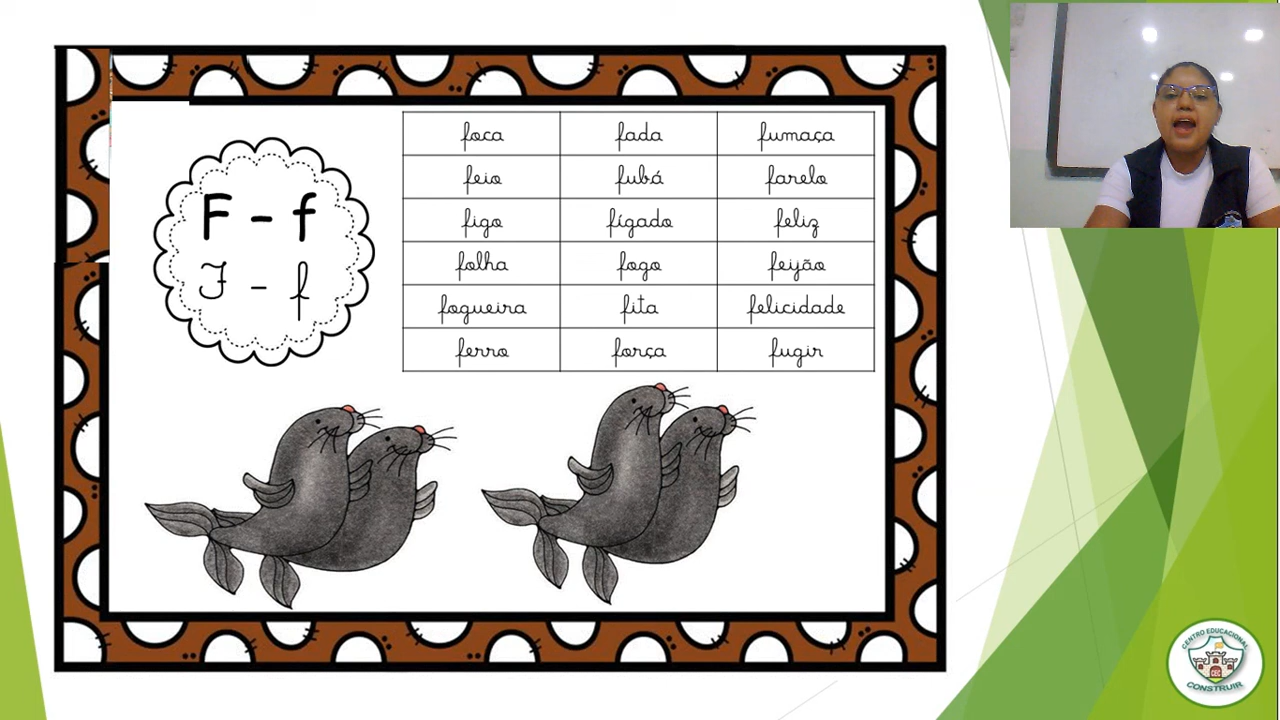 F - f
F - f
foca fada fumaça
feio fubá farelo
figo fígado feliz
folha fogo feijão
fogueira fita felicidade
ferro força fugir
CENTRO EDUCACIONAL
CEC
CONSTRUIR